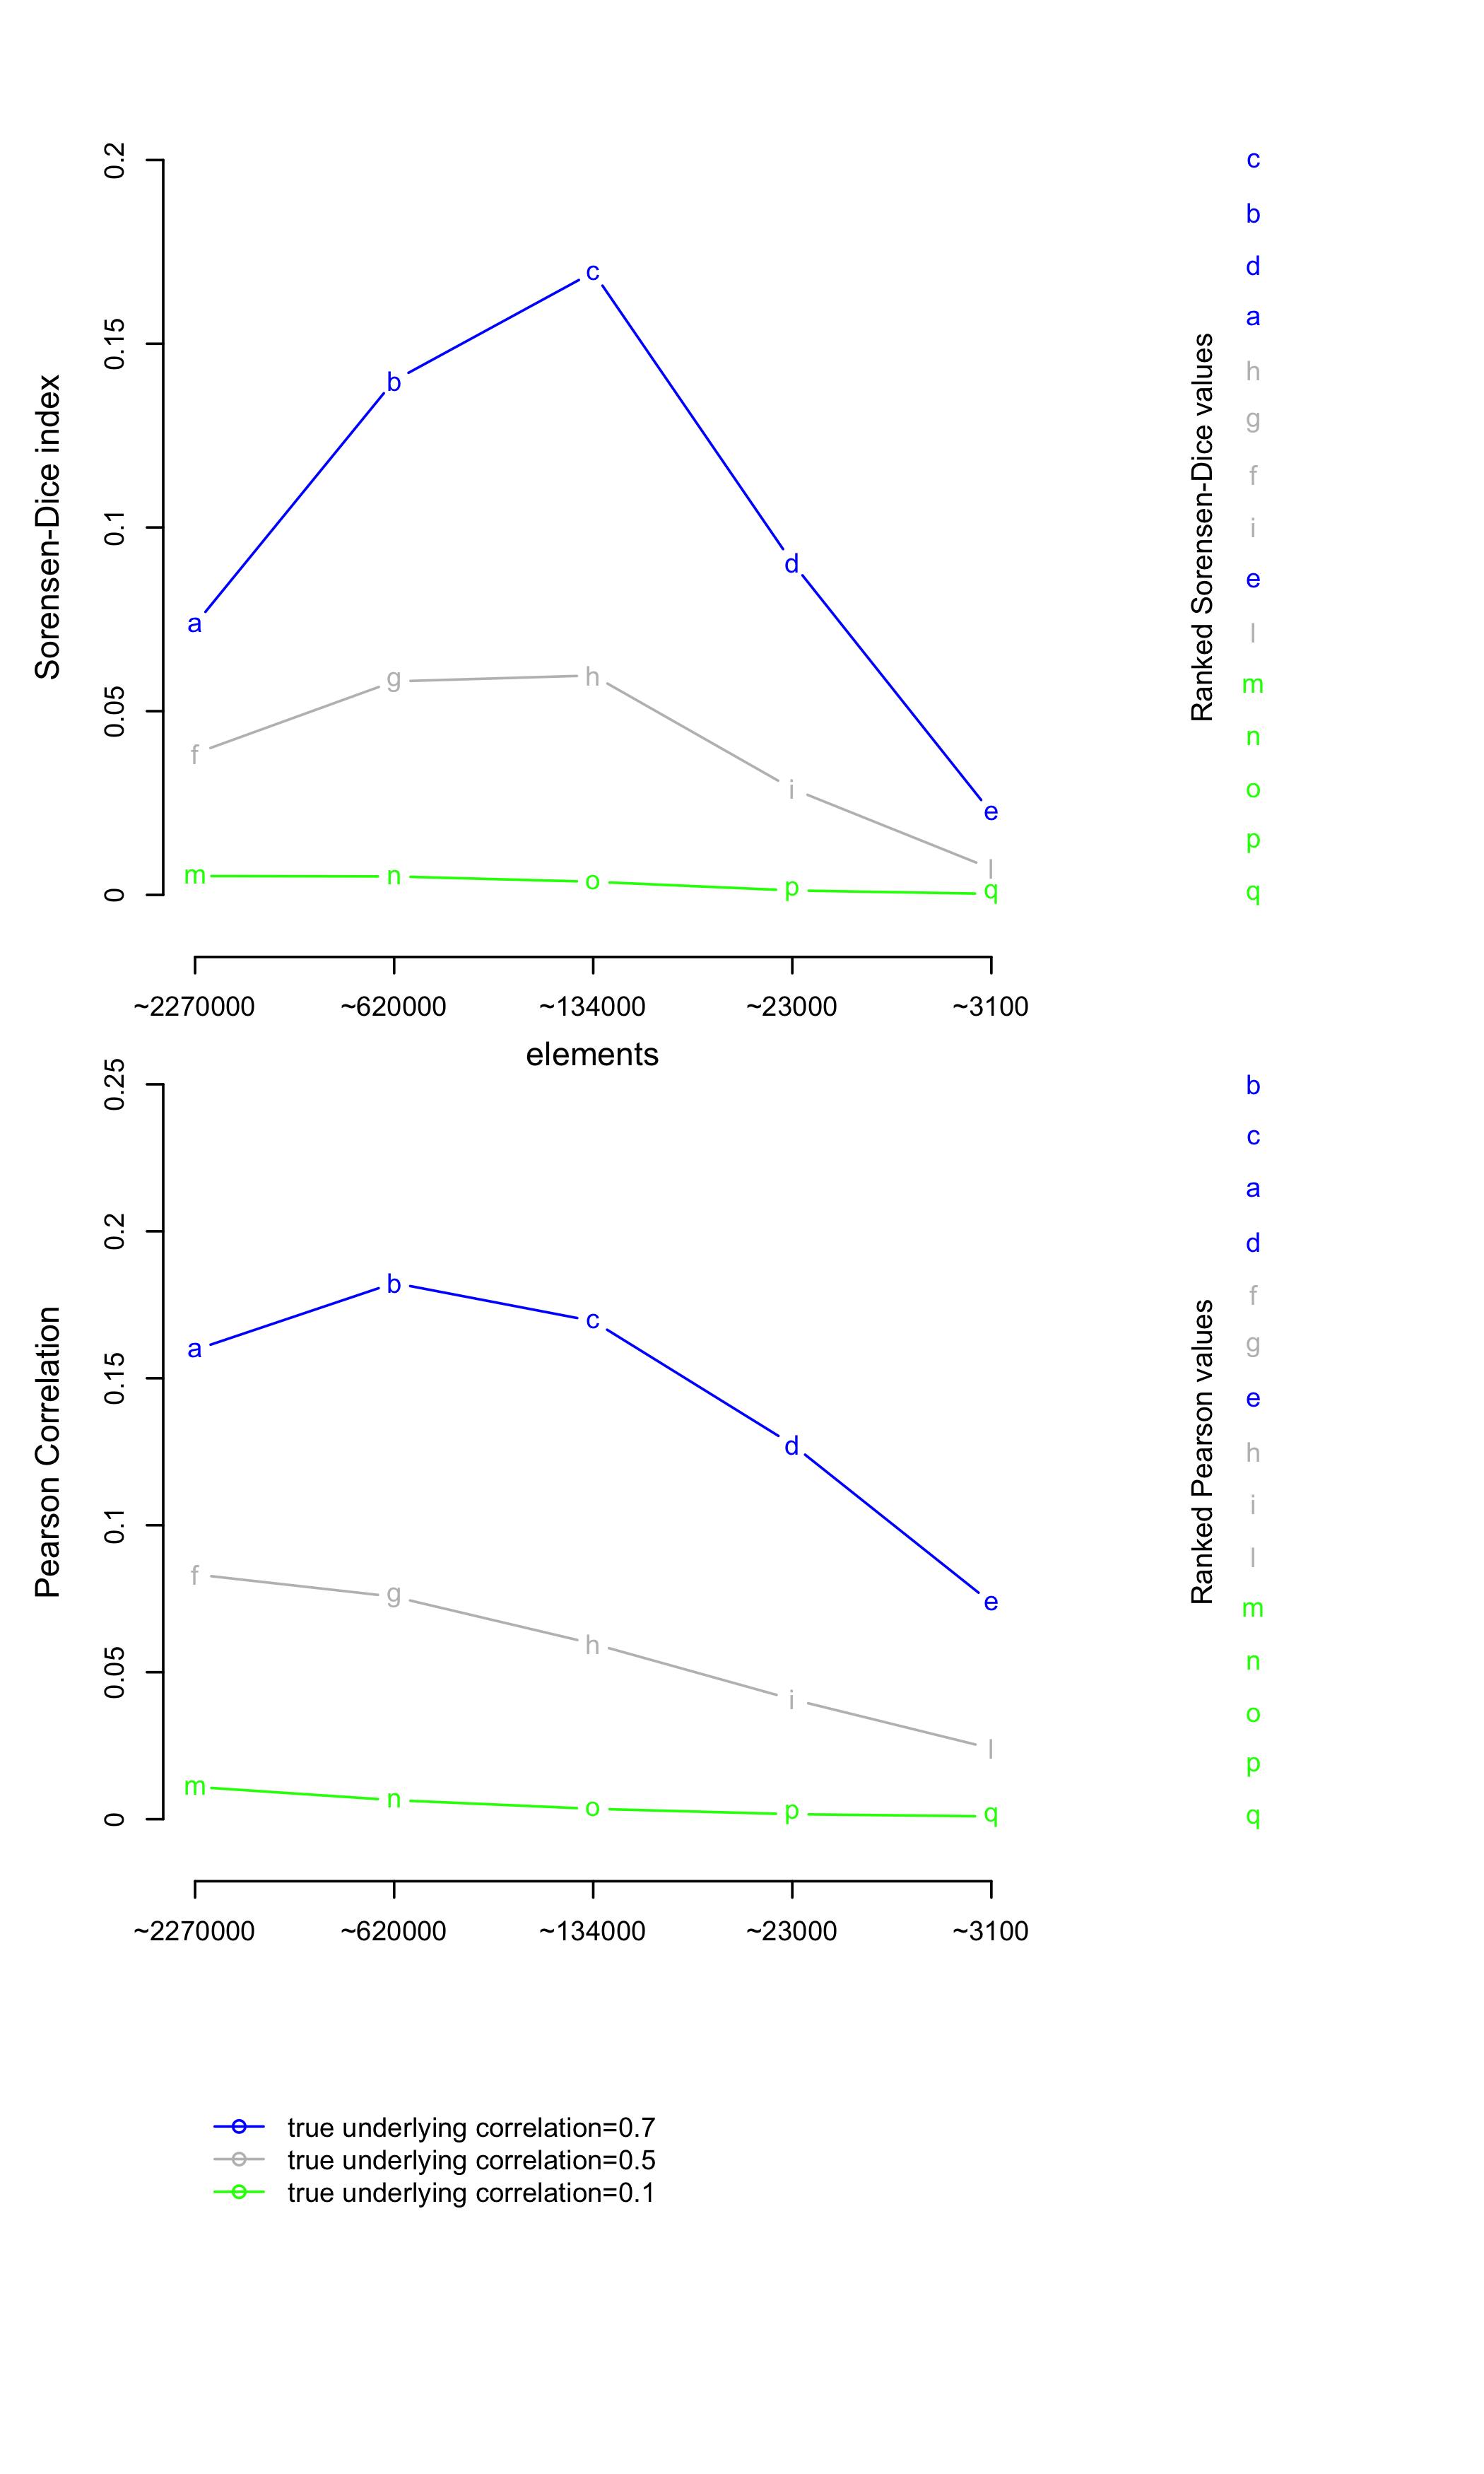 Sorensen-Dice index
0.2
0.15
0.1
0.05
0
a
b
c
d
e
f
g
h
i
l
m
n
o
p
q
~2270000
~620000
~134000
~23000
~3100
elements
Ranked Sorensen-Dice values
c
b
d
a
h
g
f
i
e
l
m
n
o
p
q
Pearson Correlation
0.25
0.2
0.15
0.1
0.05
0
a
b
c
d
e
f
g
h
i
l
m
n
o
p
q
~2270000
~620000
~134000
~23000
~3100
Ranked Pearson values
b
c
a
d
f
g
e
h
i
l
m
n
o
p
q
true underlying correlation=0.7
true underlying correlation=0.5
true underlying correlation=0.1